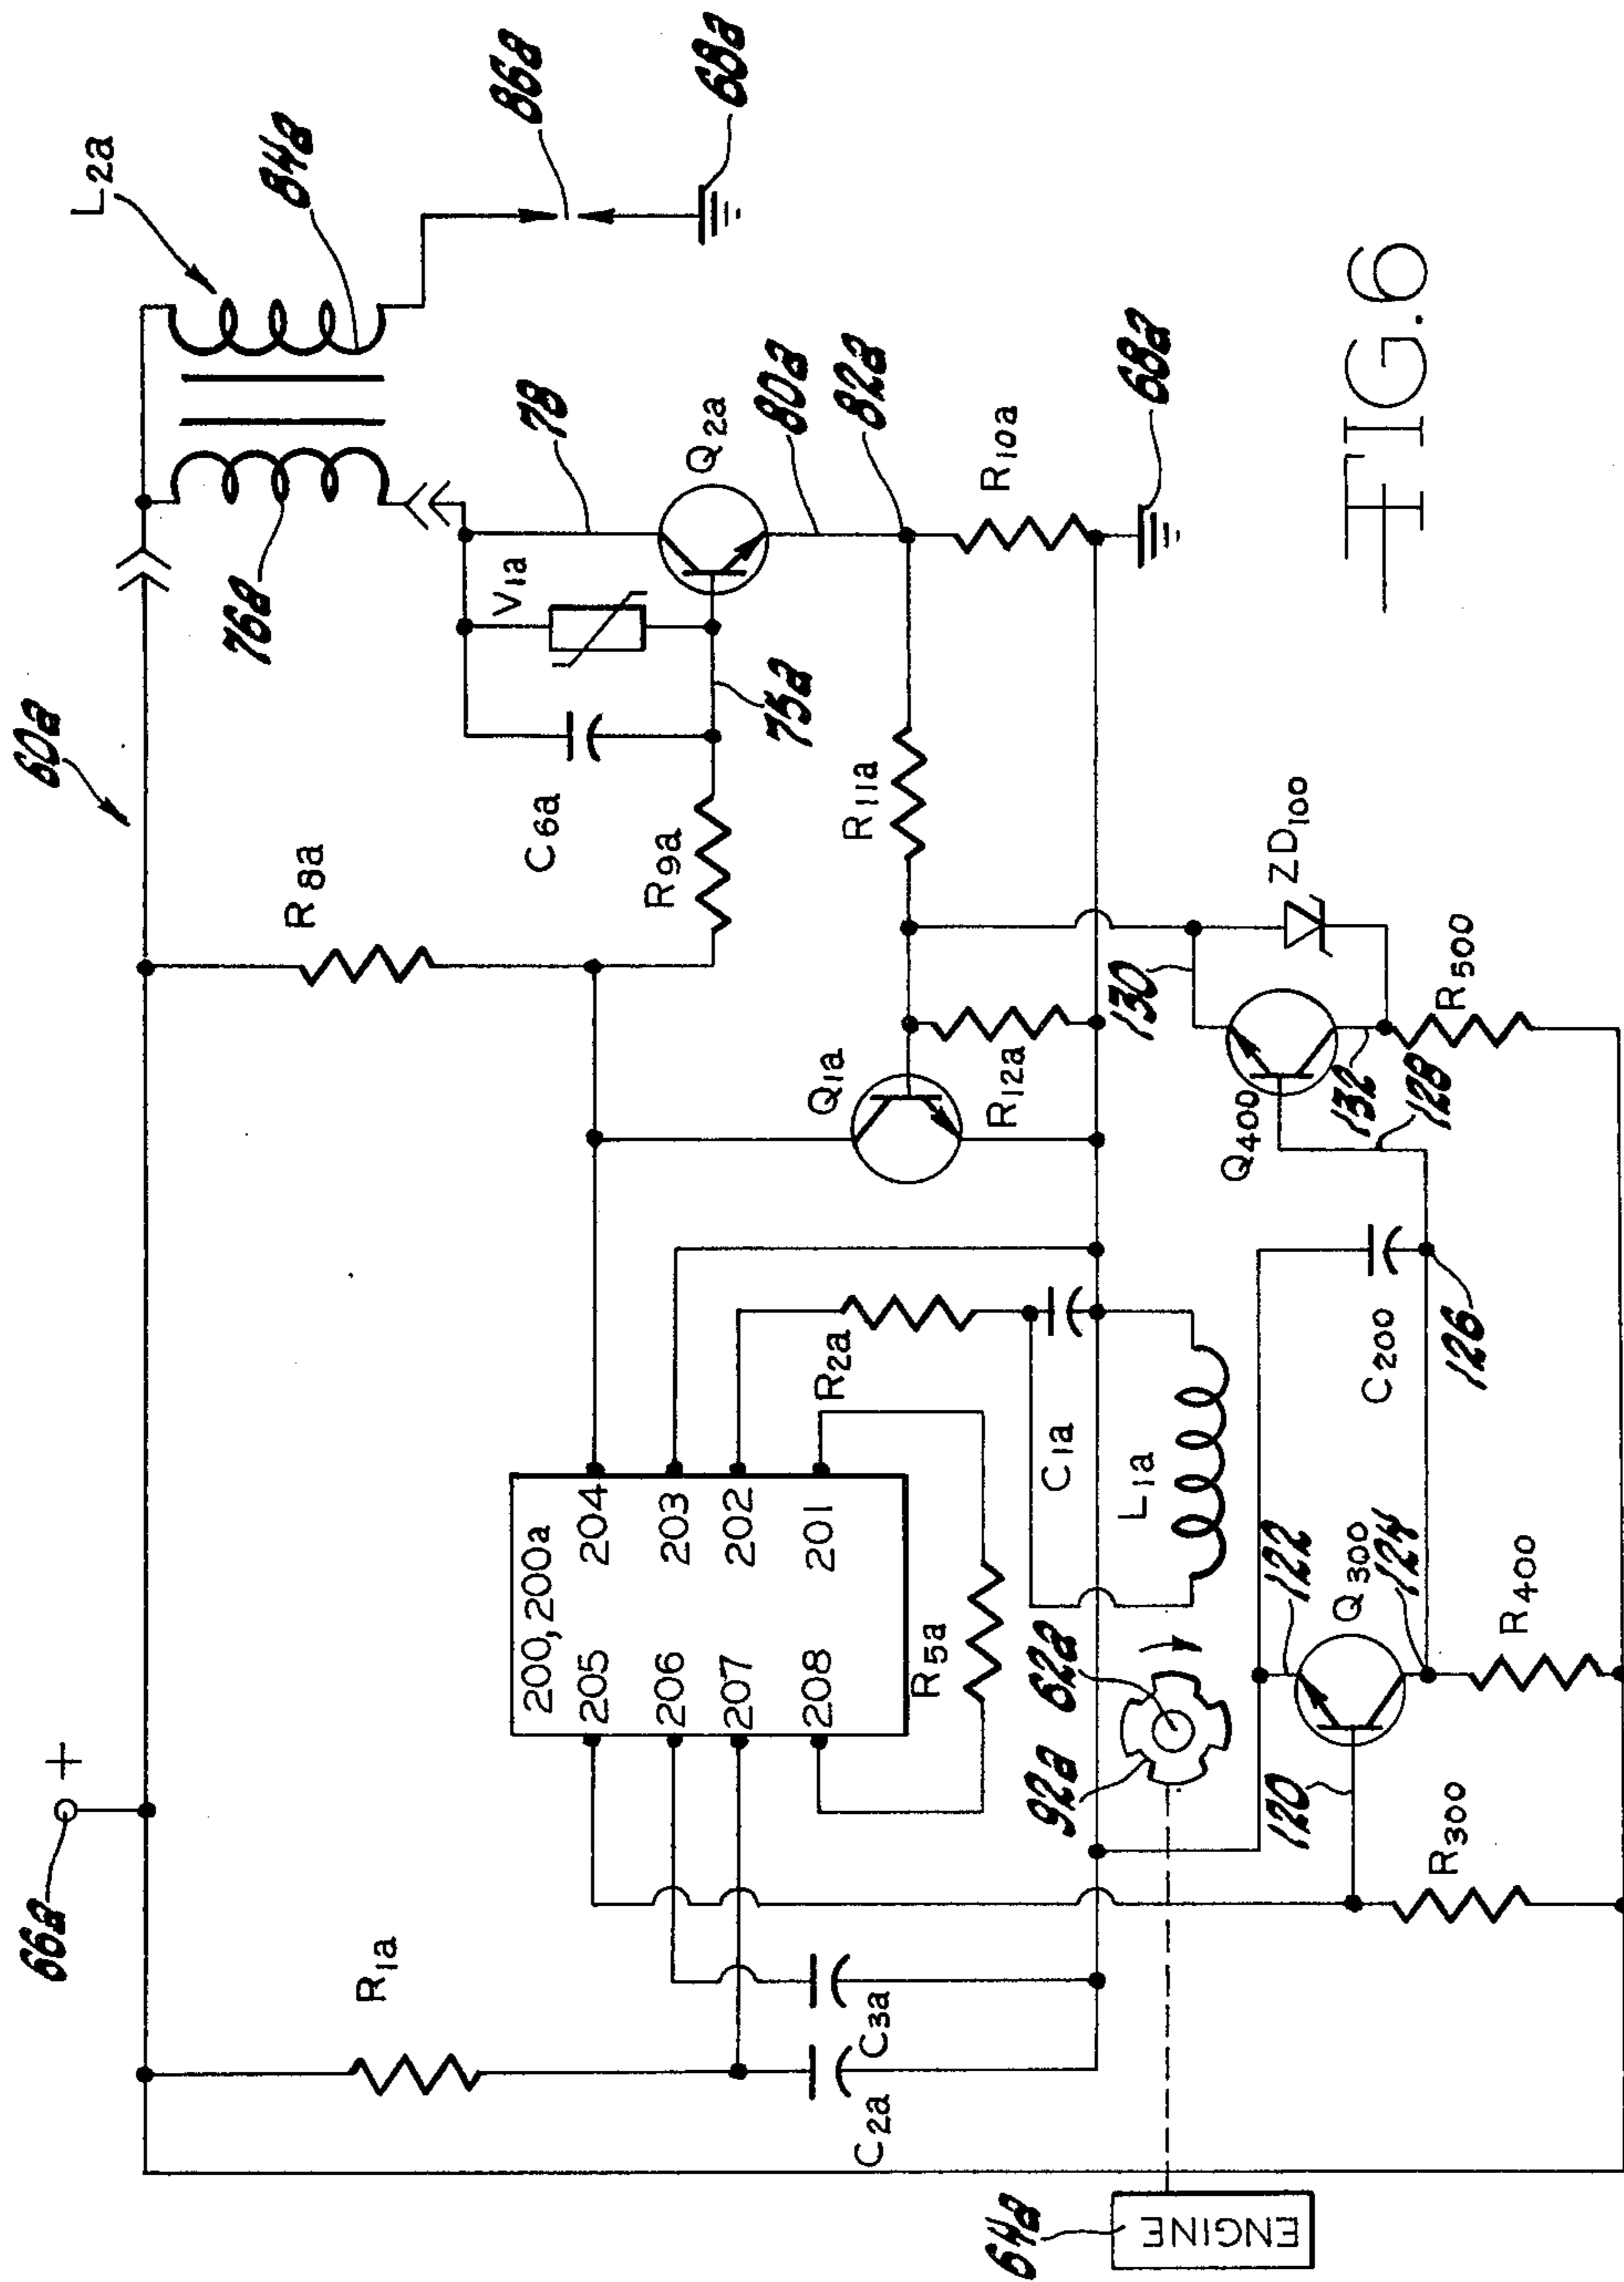 66a
+
60a
L2a
84a
86a
68a
76a
R1a
R8a
C6a
V1a
78
Q2a
75a
80a
82a
R9a
R10a
R11a
68a
200,200a
205 204
206 203
207 202
208 201
R5a
R2a
Q1a
R12a
C2a
C3a
C1a
L1a
64a
ENGINE
92a
62a
130
Q400
132
128
ZD100
R500
120
122
Q300
124
R300
R400
C200
126
FIG.6